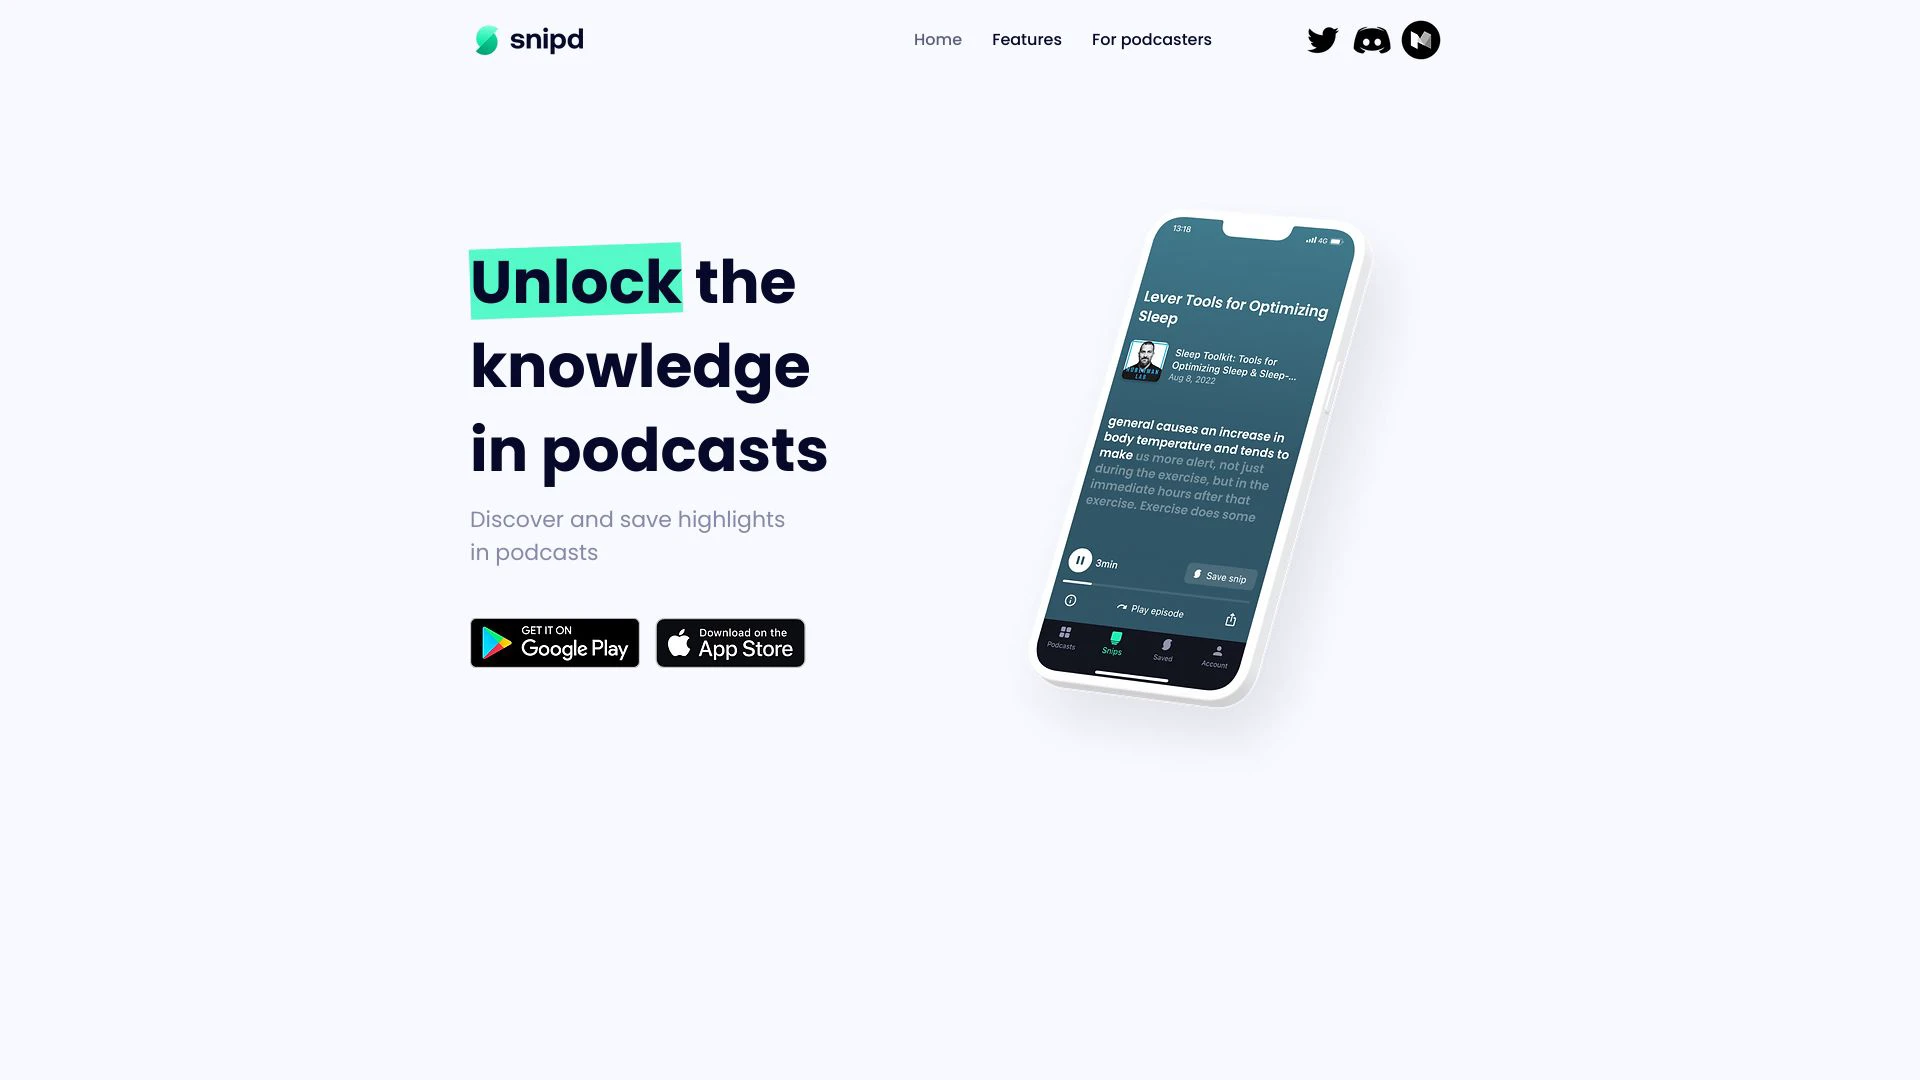 snipd
Home
Features
For podcasters
Unlock the
knowledge
in podcasts
Discover and save highlights
in podcasts
GET IT ON
Google Play
Download on the
App Store
13:18
4G
Lever Tools for Optimizing
Sleep
HUBERMAN
LAB
Sleep Toolkit: Tools for
Optimizing Sleep & Sleep-...
Aug 8, 2022
general causes an increase in
body temperature and tends to
make us more alert, not just
during the exercise, but in the
immediate hours after that
exercise. Exercise does some
3min
Save snip
Play episode
Podcasts
Snips
Saved
Account